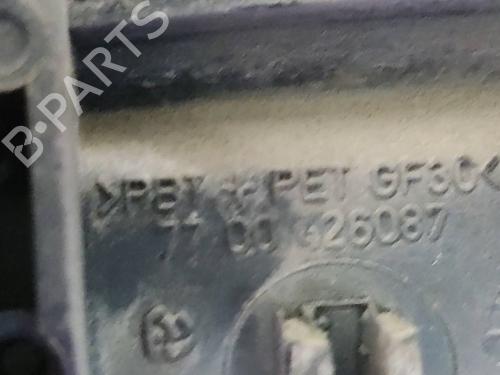 B-PARTS
>PBT + PET GF30<
77 00 426087